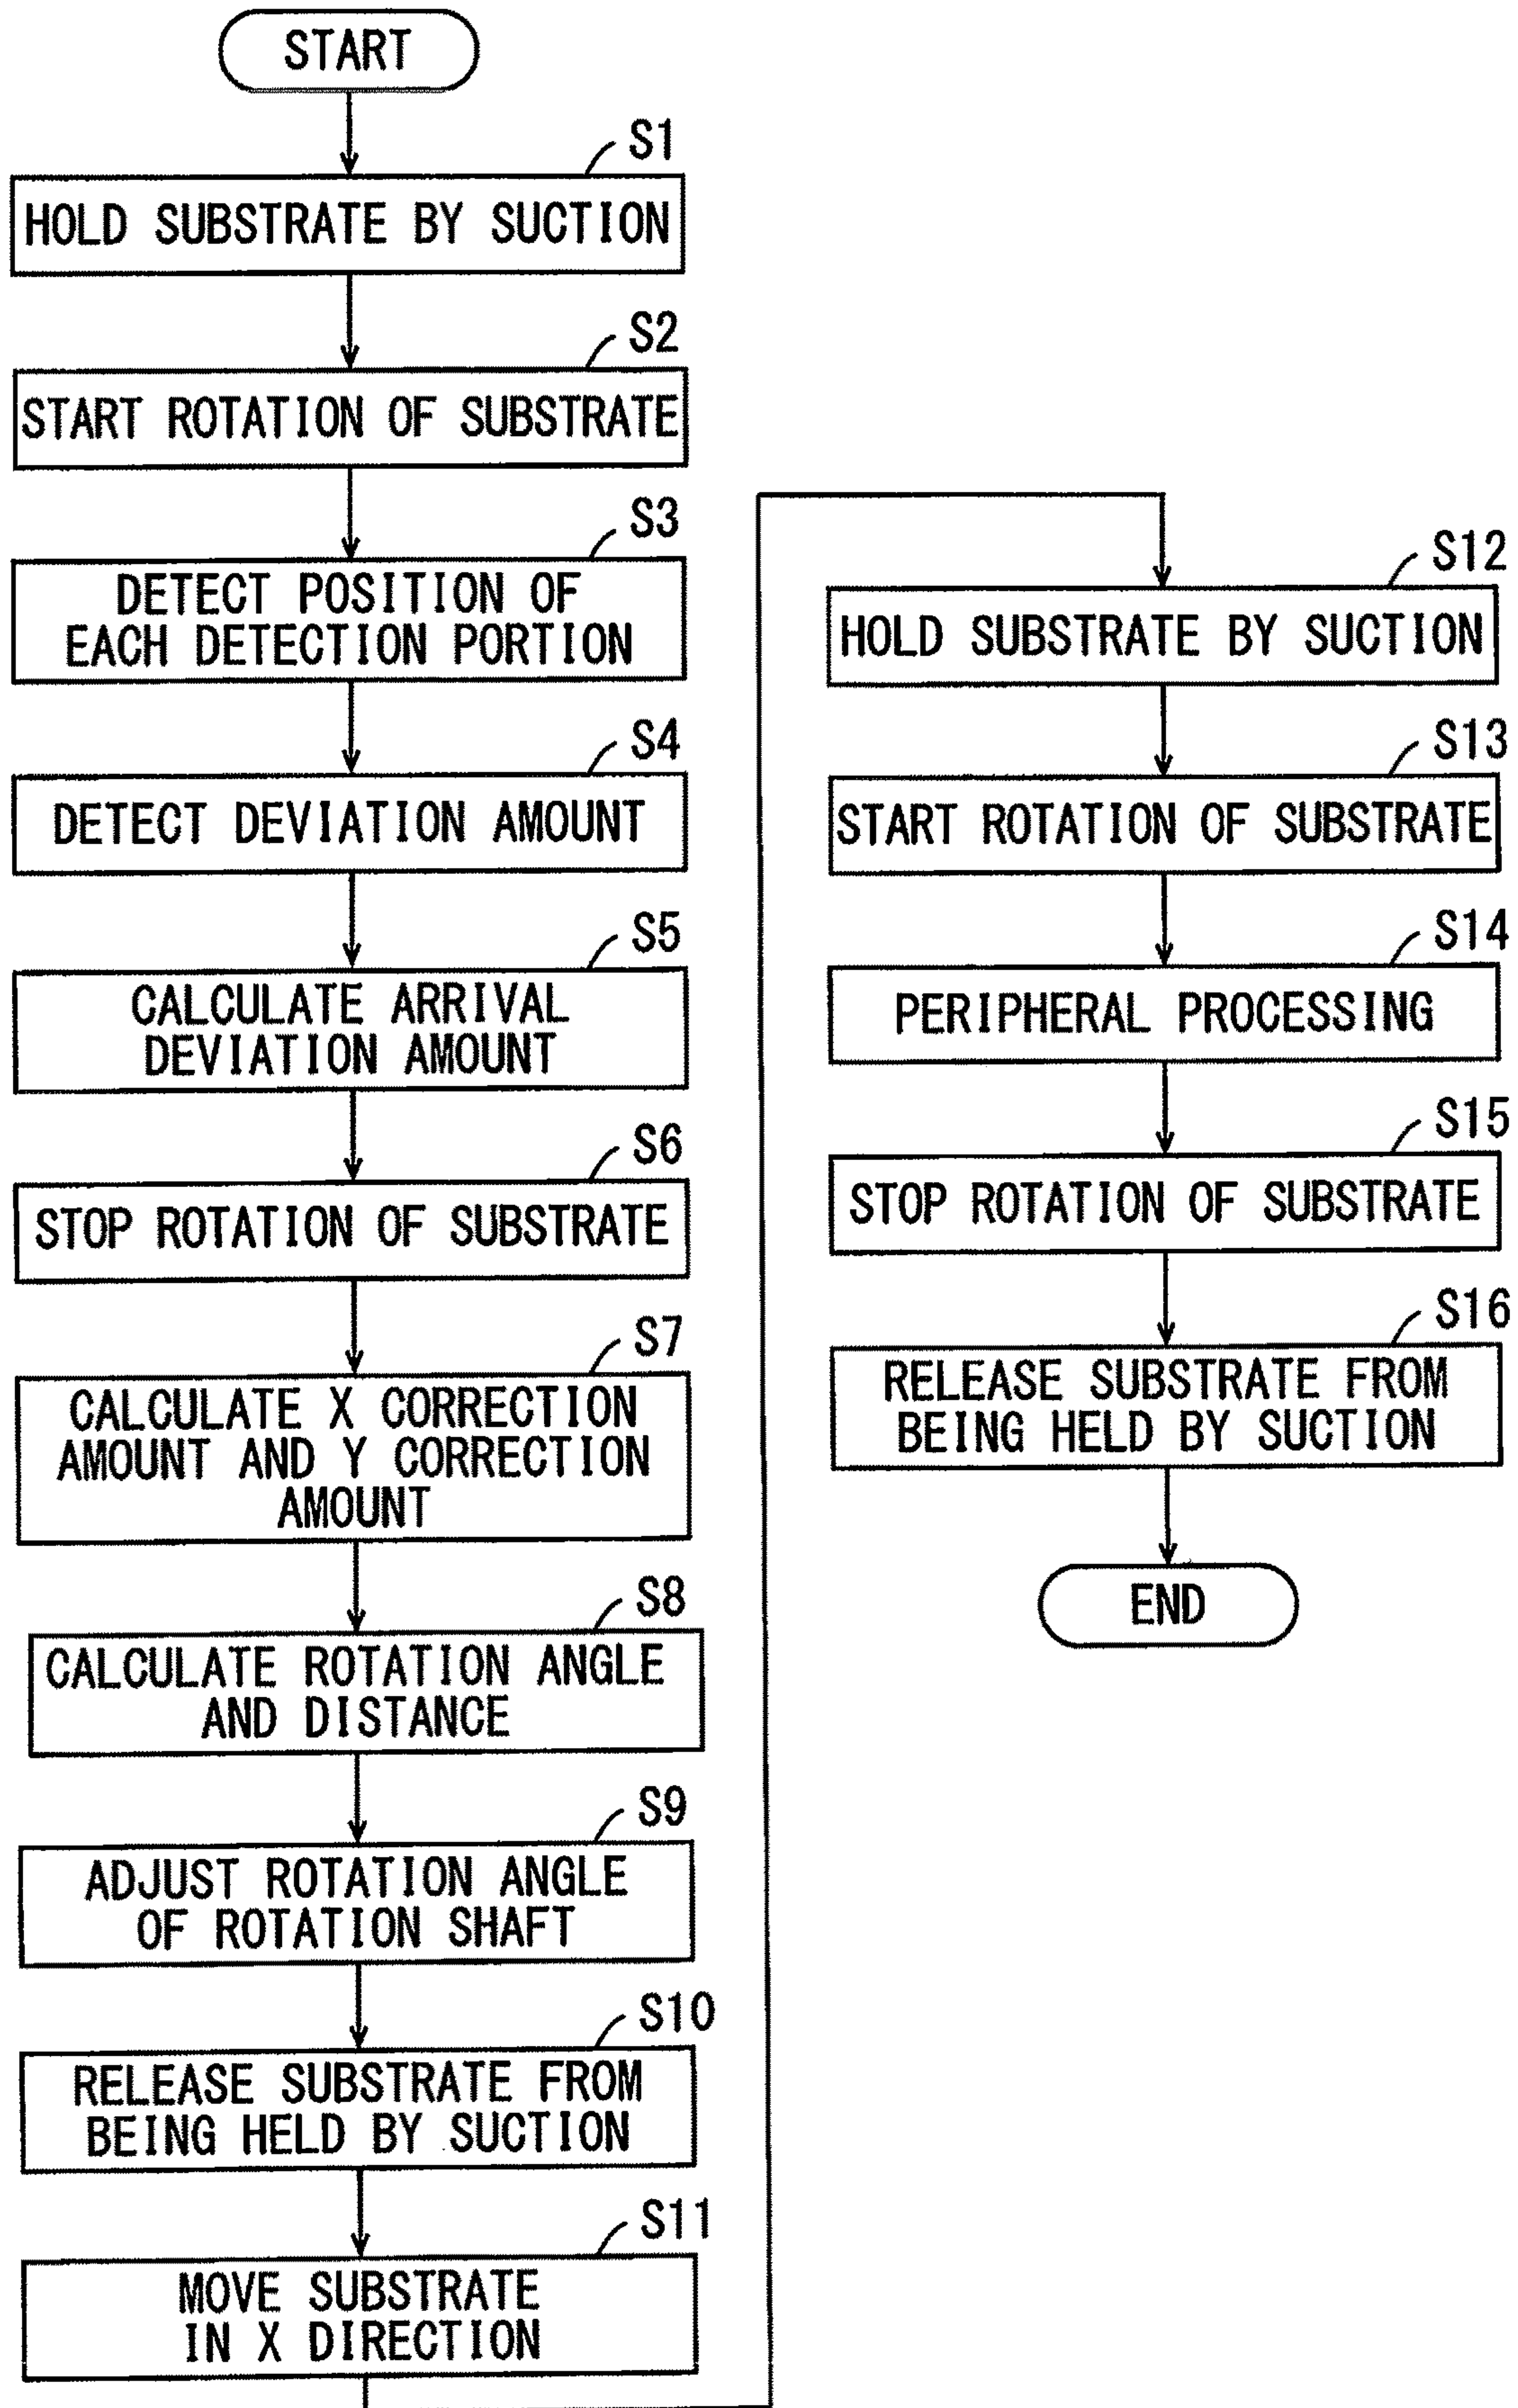 START
S1
HOLD SUBSTRATE BY SUCTION
S2
START ROTATION OF SUBSTRATE
S3
DETECT POSITION OF
EACH DETECTION PORTION
S4
DETECT DEVIATION AMOUNT
S5
CALCULATE ARRIVAL
DEVIATION AMOUNT
S6
STOP ROTATION OF SUBSTRATE
S7
CALCULATE X CORRECTION
AMOUNT AND Y CORRECTION
AMOUNT
S8
CALCULATE ROTATION ANGLE
AND DISTANCE
S9
ADJUST ROTATION ANGLE
OF ROTATION SHAFT
S10
RELEASE SUBSTRATE FROM
BEING HELD BY SUCTION
S11
MOVE SUBSTRATE
IN X DIRECTION
S12
HOLD SUBSTRATE BY SUCTION
S13
START ROTATION OF SUBSTRATE
S14
PERIPHERAL PROCESSING
S15
STOP ROTATION OF SUBSTRATE
S16
RELEASE SUBSTRATE FROM
BEING HELD BY SUCTION
END